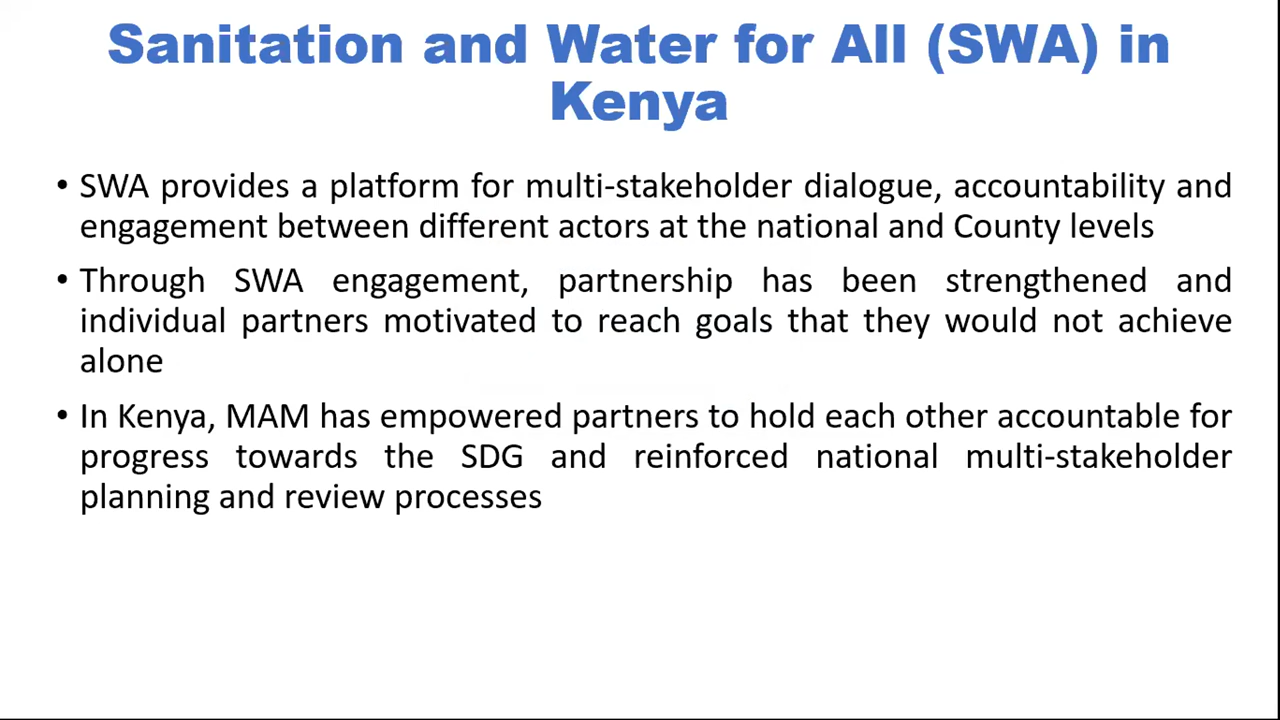 Sanitation and Water for All (SWA) in
Kenya
• SWA provides a platform for multi-stakeholder dialogue, accountability and
engagement between different actors at the national and County levels
• Through SWA engagement, partnership has been strengthened and
individual partners motivated to reach goals that they would not achieve
alone
• In Kenya, MAM has empowered partners to hold each other accountable for
progress towards the SDG and reinforced national multi-stakeholder
planning and review processes